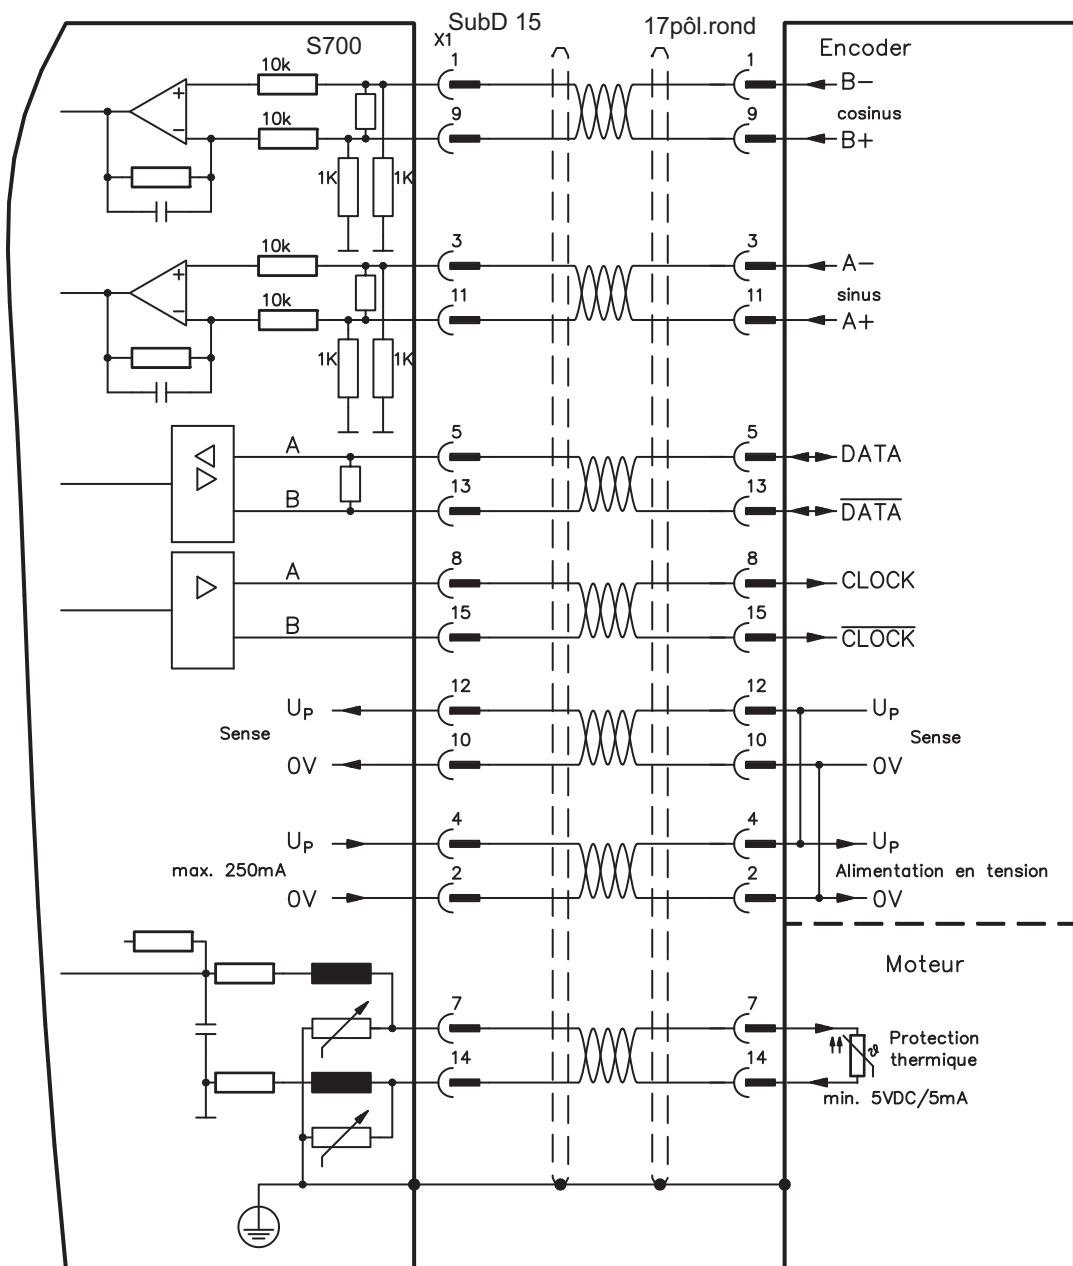 SubD 15
17pôl.rond
S700
X1
Encoder
10k
1
1
B−
cosinus
10k
9
9
B+
1K
1K
10k
3
3
A−
sinus
10k
11
11
A+
1K
1K
A
5
5
DATA
B
13
13
DATA
A
8
8
CLOCK
B
15
15
CLOCK
UP
12
12
UP
Sense
Sense
0V
10
10
0V
UP
4
4
UP
max. 250mA
Alimentation en tension
0V
2
2
0V
Moteur
7
7
ϑ
Protection
thermique
14
14
min. 5VDC/5mA